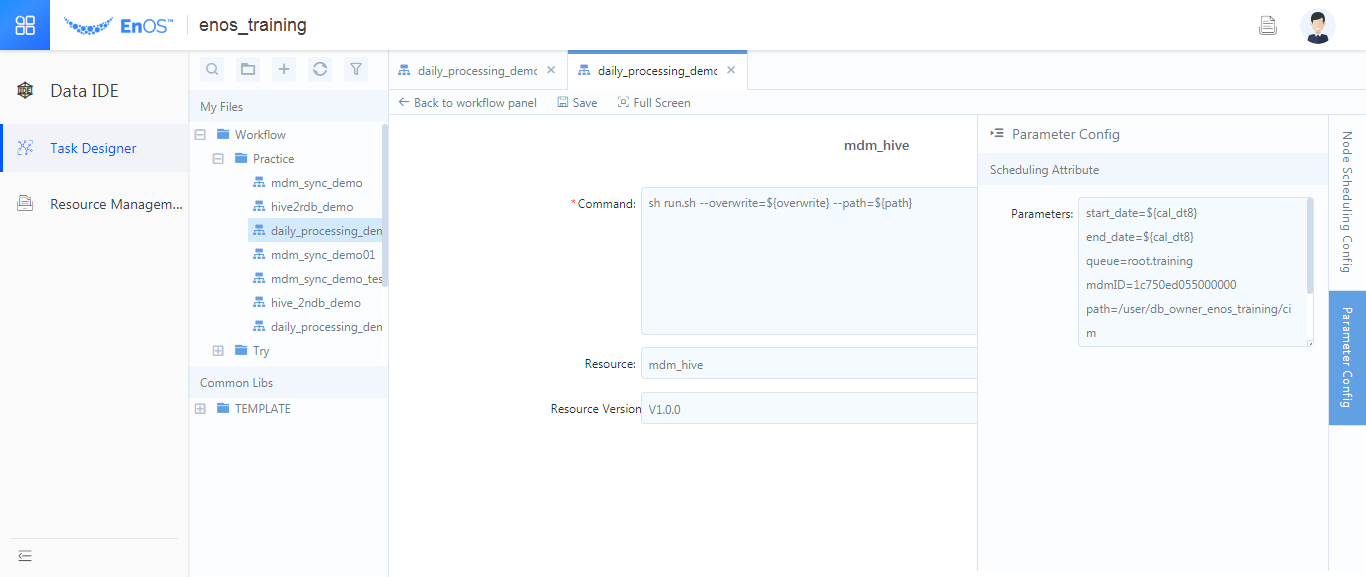 EnOS™
enos_training
Data IDE
Task Designer
Resource Managem...
My Files
Workflow
Practice
mdm_sync_demo
hive2rdb_demo
daily_processing_den
mdm_sync_demo01
mdm_sync_demo_tes
hive_2ndb_demo
daily_processing_den
Try
Common Libs
TEMPLATE
daily_processing_demo
daily_processing_demo
Back to workflow panel
Save
Full Screen
mdm_hive
*Command:
sh run.sh --overwrite=${overwrite} --path=${path}
Resource:
mdm_hive
Resource Version
V1.0.0
Parameter Config
Scheduling Attribute
Parameters:
start_date=${cal_dt8}
end_date=${cal_dt8}
queue=root.training
mdmID=1c750ed055000000
path=/user/db_owner_enos_training/ci
m
Node Scheduling Config
Parameter Config